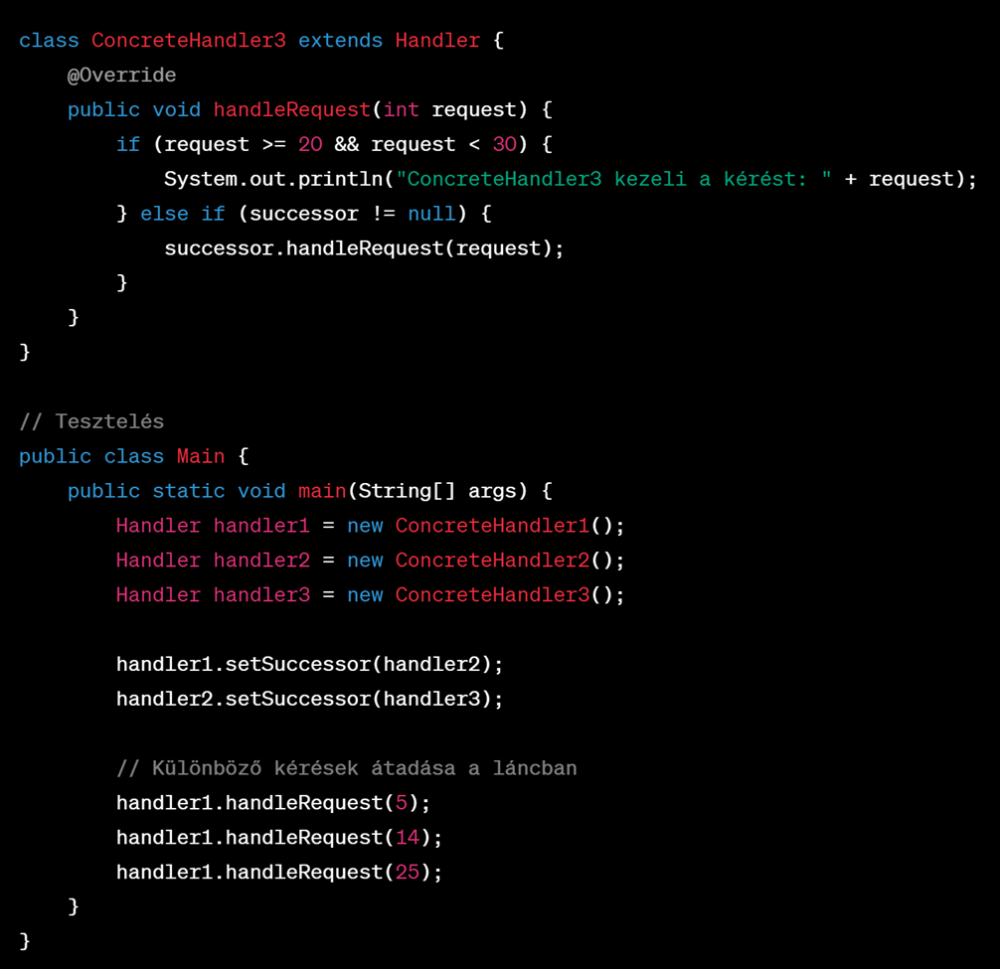 class ConcreteHandler3 extends Handler {
    @Override
    public void handleRequest(int request) {
        if (request >= 20 && request < 30) {
            System.out.println("ConcreteHandler3 kezeli a kérést: " + request);
        } else if (successor != null) {
            successor.handleRequest(request);
        }
    }
}

// Tesztelés
public class Main {
    public static void main(String[] args) {
        Handler handler1 = new ConcreteHandler1();
        Handler handler2 = new ConcreteHandler2();
        Handler handler3 = new ConcreteHandler3();

        handler1.setSuccessor(handler2);
        handler2.setSuccessor(handler3);

        // Különböző kérések átadása a láncban
        handler1.handleRequest(5);
        handler1.handleRequest(14);
        handler1.handleRequest(25);
    }
}